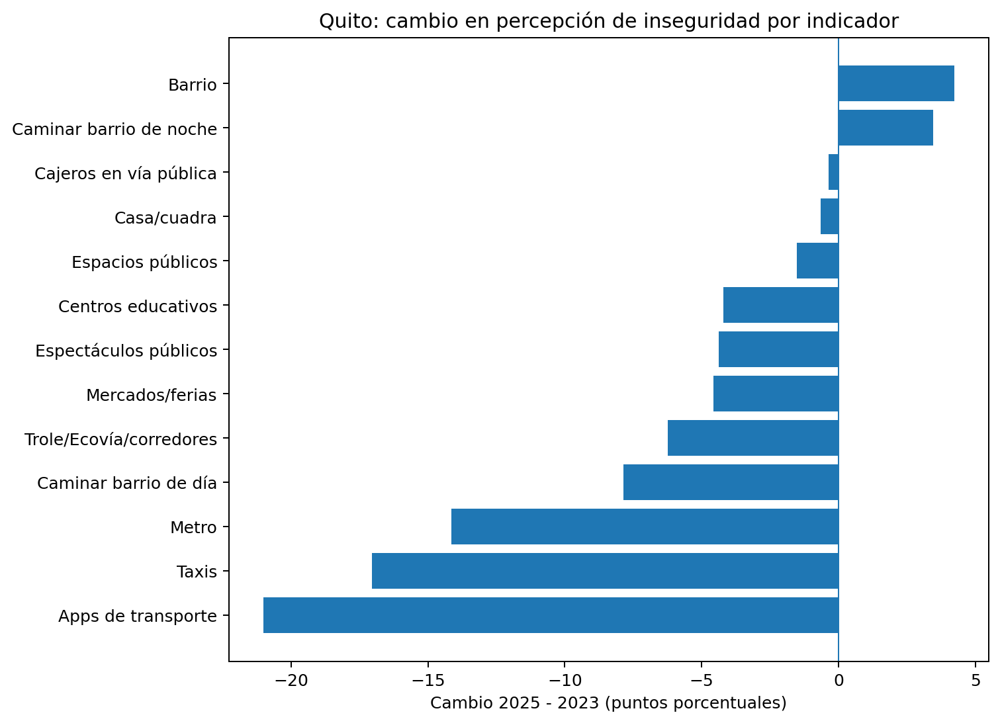 Quito: cambio en percepción de inseguridad por indicador
Barrio
Caminar barrio de noche
Cajeros en vía pública
Casa/cuadra
Espacios públicos
Centros educativos
Espectáculos públicos
Mercados/ferias
Trole/Ecovía/corredores
Caminar barrio de día
Metro
Taxis
Apps de transporte
−20 −15 −10 −5 0 5
Cambio 2025 - 2023 (puntos porcentuales)